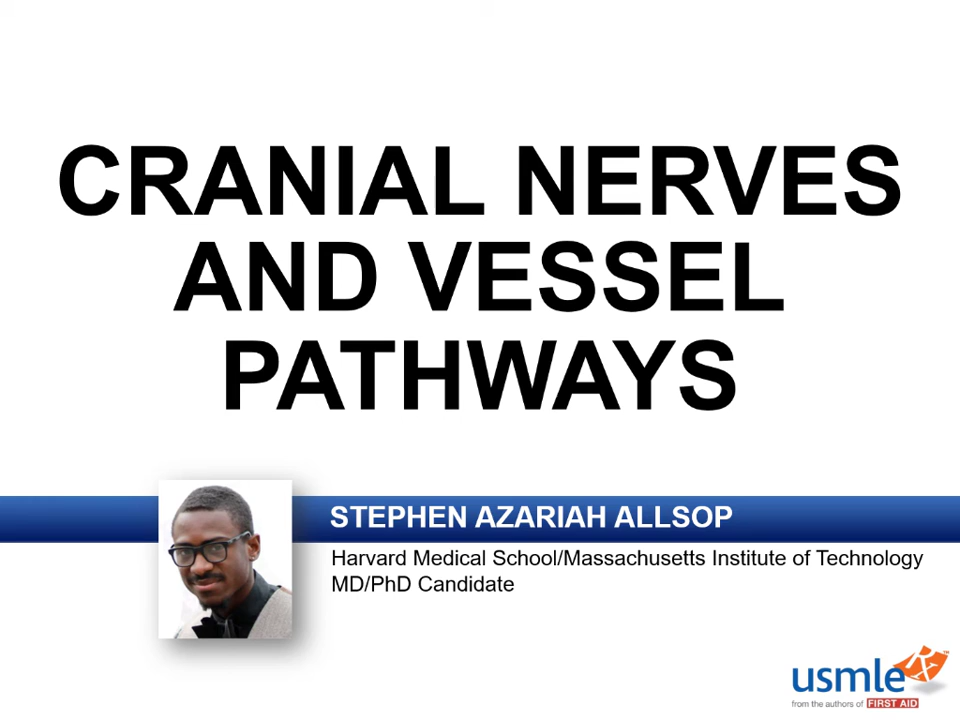 CRANIAL NERVES
AND VESSEL
PATHWAYS
STEPHEN AZARIAH ALLSOP
Harvard Medical School/Massachusetts Institute of Technology
MD/PhD Candidate
usmle Rx™
from the authors of FIRST AID